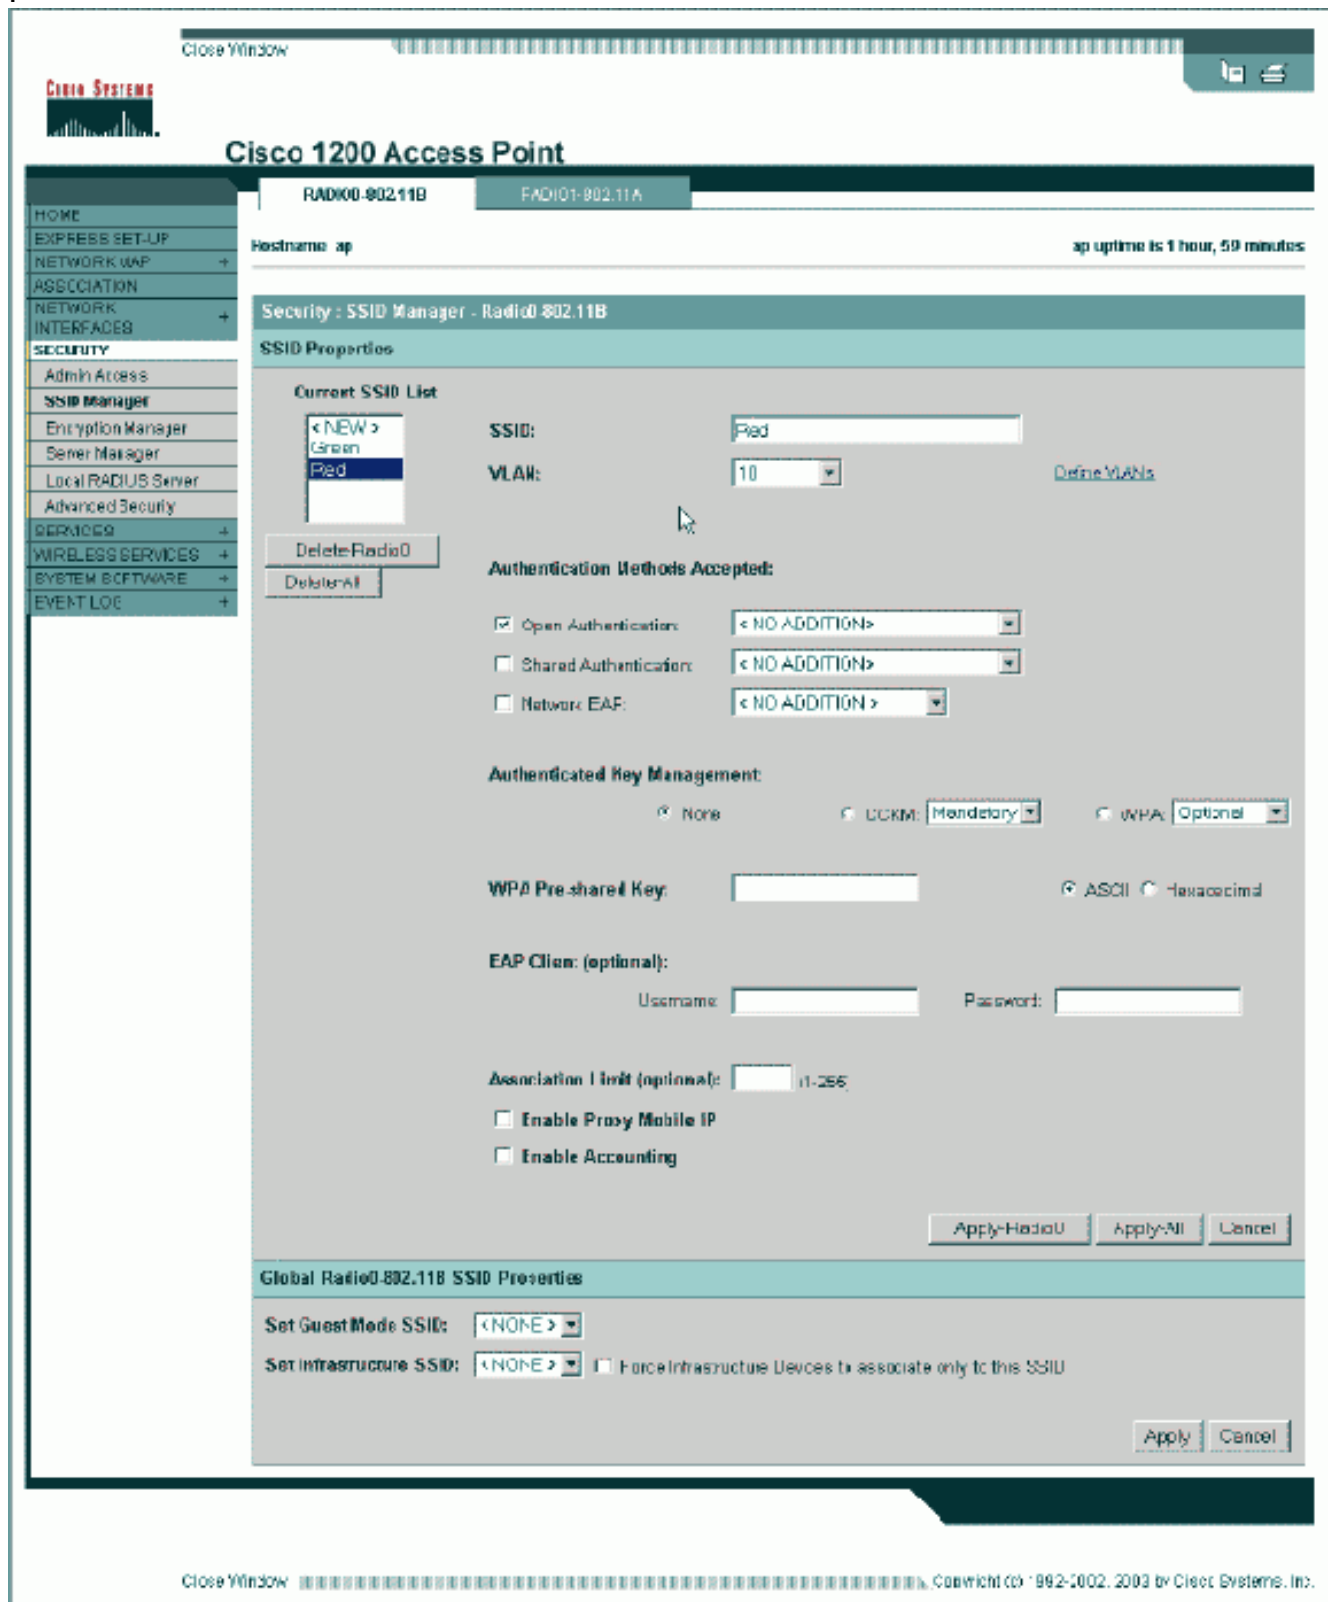 Close Window
CISCO SYSTEMS
Cisco 1200 Access Point
RADIO0-802.11B
RADIO1-802.11A
HOME
EXPRESS SET-UP
NETWORK MAP +
ASSOCIATION
NETWORK INTERFACES +
SECURITY
Admin Access
SSID Manager
Encryption Manager
Server Manager
Local RADIUS Server
Advanced Security
SERVICES +
WIRELESS SERVICES +
SYSTEM SOFTWARE +
EVENT LOG +
Hostname ap
ap uptime is 1 hour, 59 minutes
Security : SSID Manager - Radio0-802.11B
SSID Properties
Current SSID List
< NEW >
Green
Red
Delete-Radio0
Delete-All
SSID: Red
VLAN: 10 Define VLANs
Authentication Methods Accepted:
Open Authentication: < NO ADDITION>
Shared Authentication: < NO ADDITION>
Network EAP: < NO ADDITION >
Authenticated Key Management:
None CCKM: Mandatory WPA: Optional
WPA Pre-shared Key: ASCII Hexadecimal
EAP Client (optional):
Username: Password:
Association Limit (optional): (1-255)
Enable Proxy Mobile IP
Enable Accounting
Apply-Radio0 Apply-All Cancel
Global Radio0-802.11B SSID Properties
Set Guest Mode SSID: < NONE >
Set Infrastructure SSID: < NONE > Force Infrastructure Devices to associate only to this SSID
Apply Cancel
Close Window
Copyright (c) 1992-2002, 2003 by Cisco Systems, Inc.